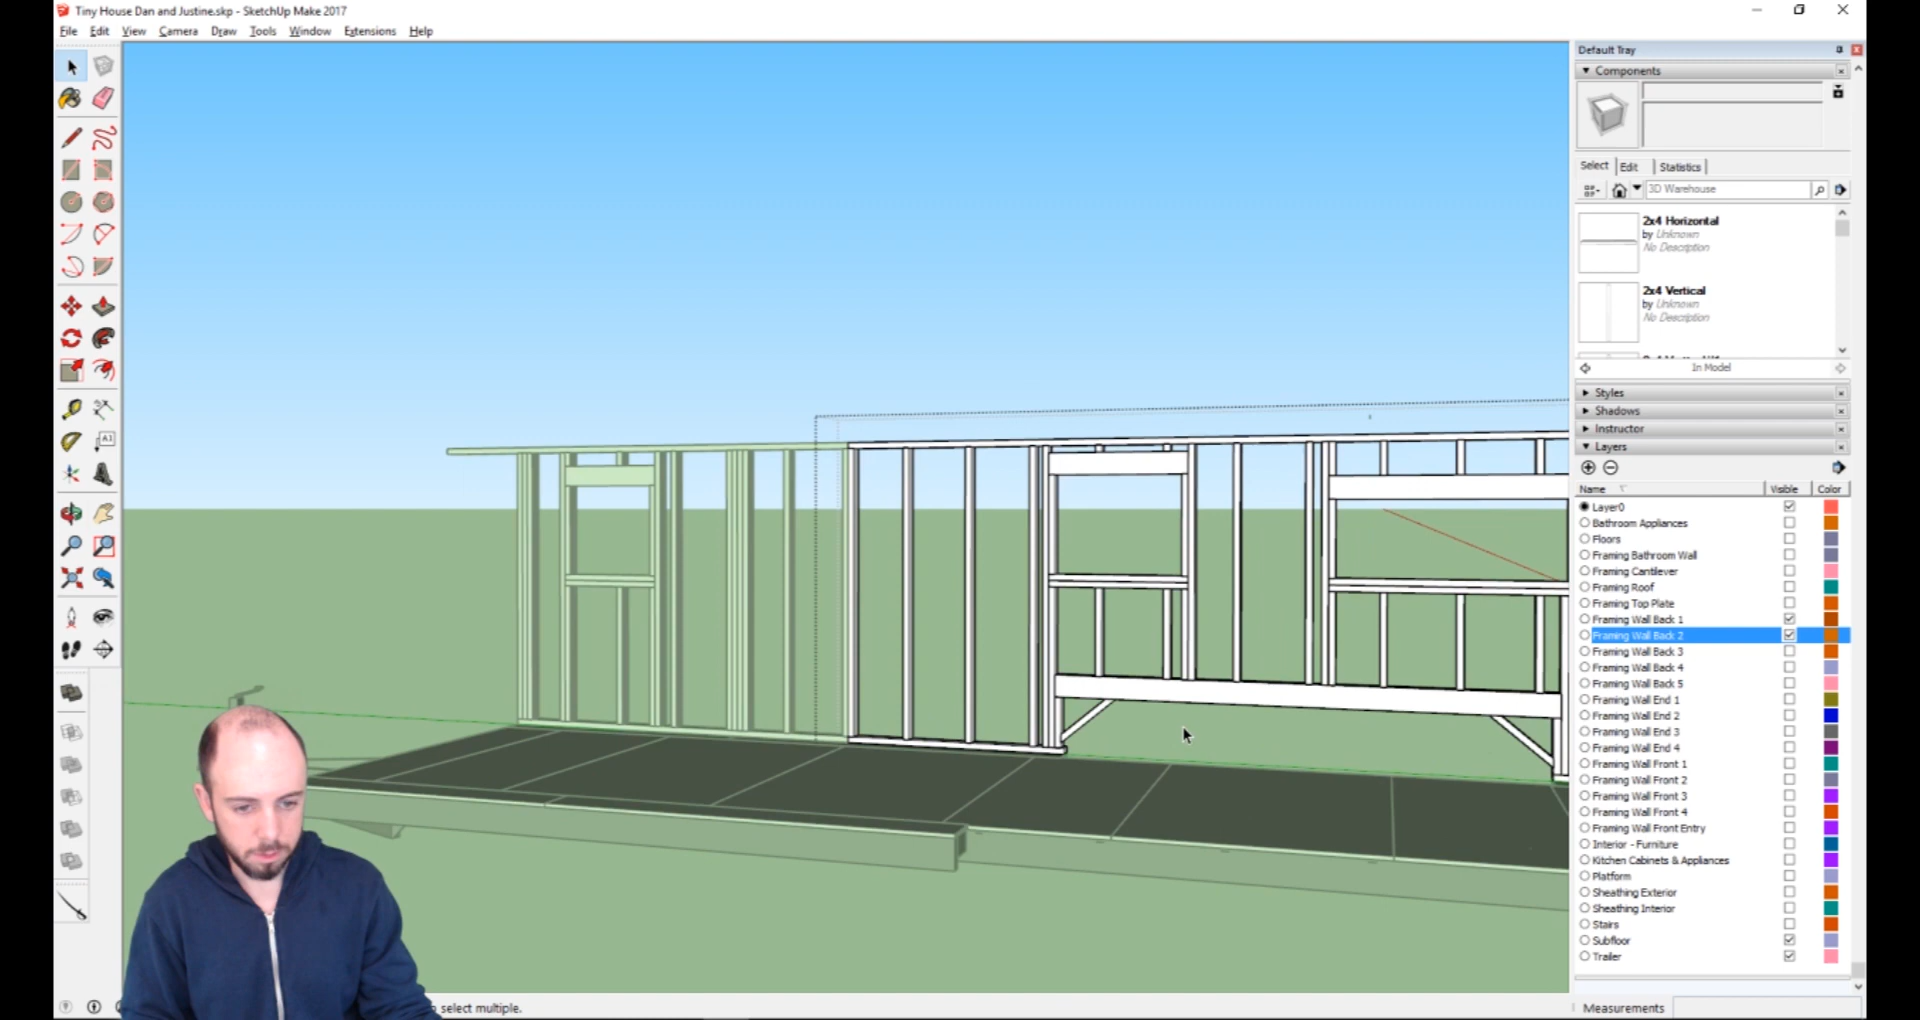 Tiny House Dan and Justine.skp - SketchUp Make 2017
File Edit View Camera Draw Tools Window Extensions Help
Default Tray
Components
Select Edit Statistics
3D Warehouse
2x4 Horizontal
by Unknown
No Description
2x4 Vertical
by Unknown
No Description
In Model
Styles
Shadows
Instructor
Layers
Name Visible Color
Layer0
Bathroom Appliances
Floors
Framing Bathroom Wall
Framing Cantilever
Framing Roof
Framing Top Plate
Framing Wall Back 1
Framing Wall Back 2
Framing Wall Back 3
Framing Wall Back 4
Framing Wall Back 5
Framing Wall End 1
Framing Wall End 2
Framing Wall End 3
Framing Wall End 4
Framing Wall Front 1
Framing Wall Front 2
Framing Wall Front 3
Framing Wall Front 4
Framing Wall Front Entry
Interior - Furniture
Kitchen Cabinets & Appliances
Platform
Sheathing Exterior
Sheathing Interior
Stairs
Subfloor
Trailer
select multiple.
Measurements